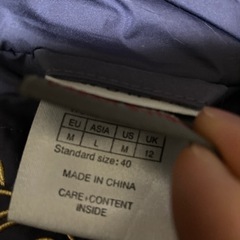 EU ASIA US UK
M L M 12
Standard size: 40
MADE IN CHINA
CARE+CONTENT
INSIDE